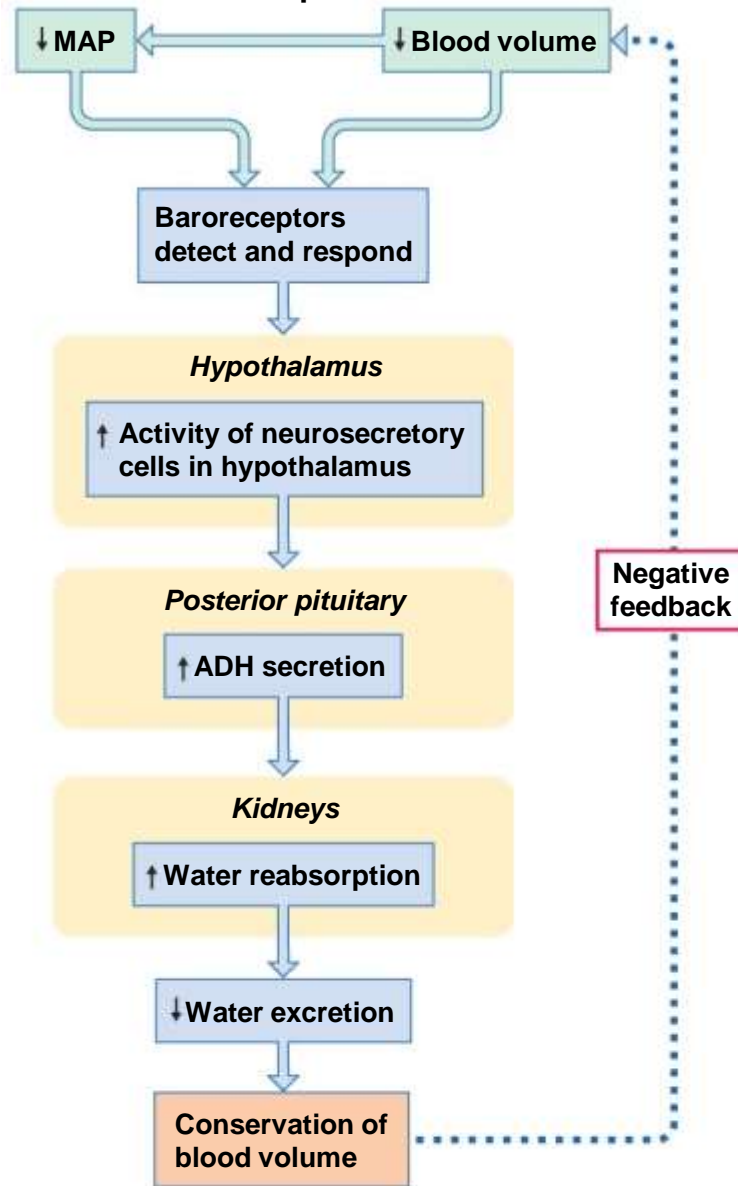 ↓ MAP
↓ Blood volume
Baroreceptors
detect and respond
Hypothalamus
↑ Activity of neurosecretory
cells in hypothalamus
Posterior pituitary
↑ ADH secretion
Negative
feedback
Kidneys
↑ Water reabsorption
↓ Water excretion
Conservation of
blood volume